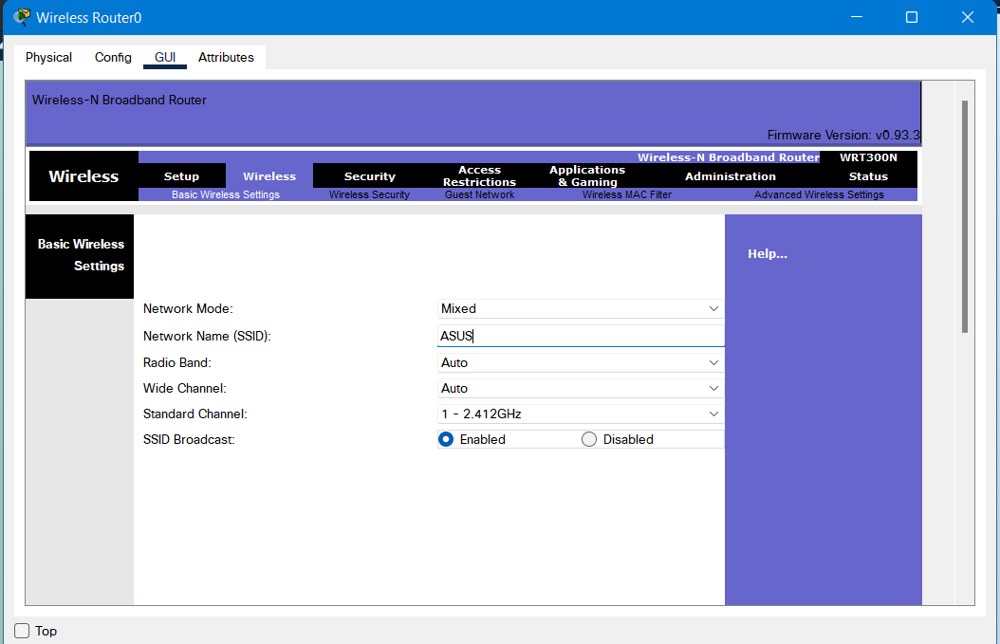 Wireless Router0
Physical Config GUI Attributes
Wireless-N Broadband Router
Firmware Version: v0.93.3
Wireless-N Broadband Router WRT300N
Wireless Setup Wireless Security Access Restrictions Applications & Gaming Administration Status
Basic Wireless Settings Wireless Security Guest Network Wireless MAC Filter Advanced Wireless Settings
Basic Wireless
Settings
Help...
Network Mode: Mixed
Network Name (SSID): ASUS
Radio Band: Auto
Wide Channel: Auto
Standard Channel: 1 - 2.412GHz
SSID Broadcast: Enabled Disabled
Top